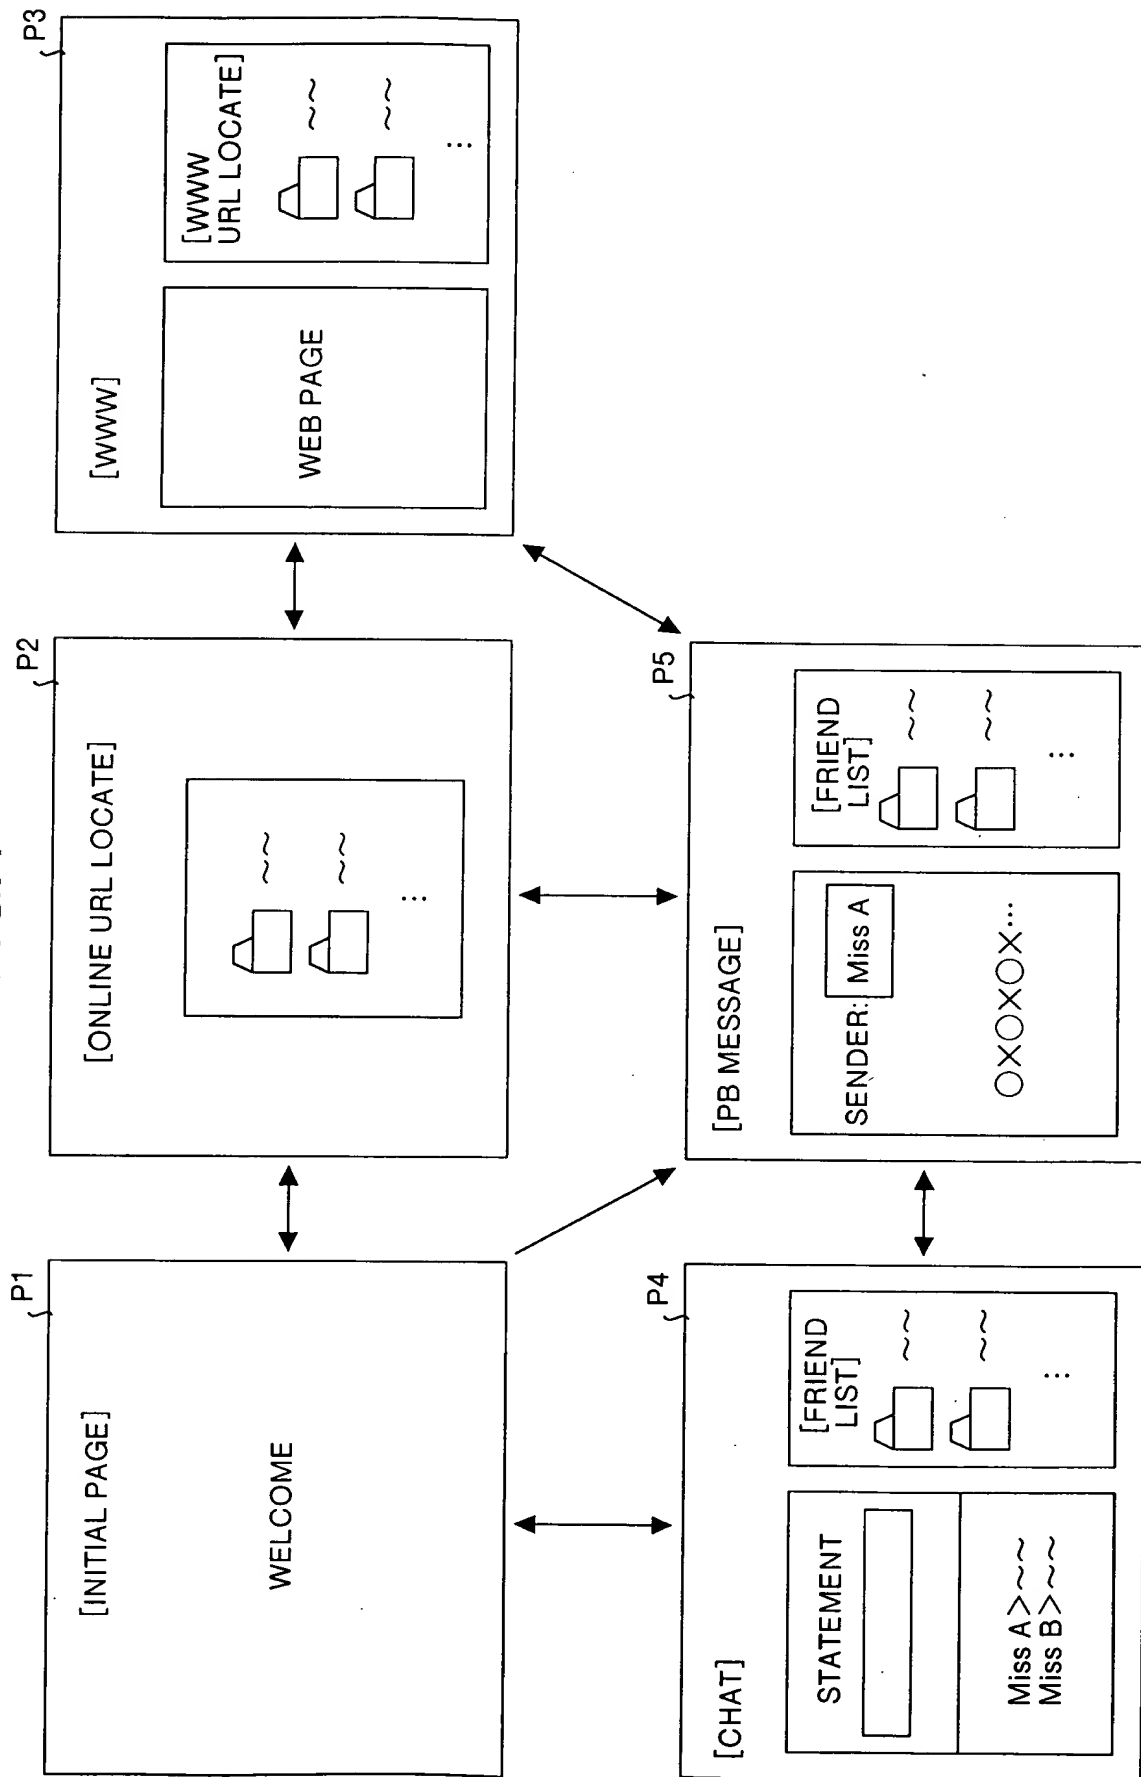 P1
[INITIAL PAGE]
WELCOME
P2
[ONLINE URL LOCATE]
~~
~~
...
P3
[WWW]
WEB PAGE
[WWW
URL LOCATE]
~~
~~
...
P4
[CHAT]
STATEMENT
Miss A>~~~
Miss B>~~~
[FRIEND
LIST]
~~
~~
...
P5
[PB MESSAGE]
SENDER: Miss A
○×○×○×...
[FRIEND
LIST]
~~
~~
...